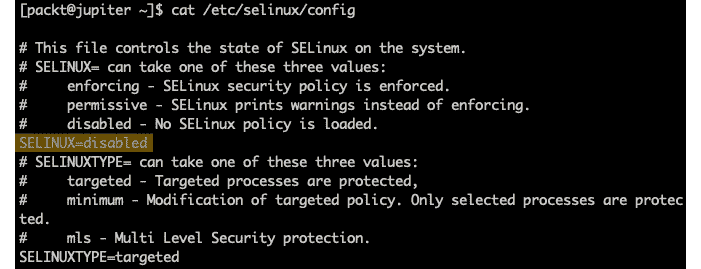 [packt@jupiter ~]$ cat /etc/selinux/config
# This file controls the state of SELinux on the system.
# SELINUX= can take one of these three values:
#     enforcing - SELinux security policy is enforced.
#     permissive - SELinux prints warnings instead of enforcing.
#     disabled - No SELinux policy is loaded.
SELINUX=disabled
# SELINUXTYPE= can take one of these three values:
#     targeted - Targeted processes are protected,
#     minimum - Modification of targeted policy. Only selected processes are protec
ted.
#     mls - Multi Level Security protection.
SELINUXTYPE=targeted